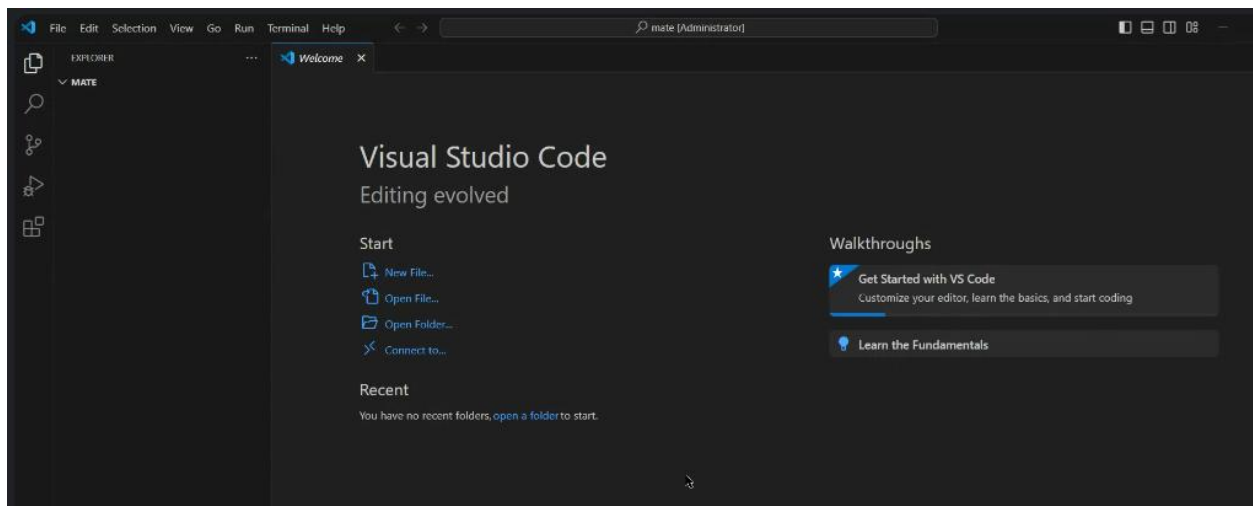 File Edit Selection View Go Run Terminal Help
mate [Administrator]
EXPLORER
Welcome
MATE
Visual Studio Code
Editing evolved
Start
New File...
Open File...
Open Folder...
Connect to...
Recent
You have no recent folders, open a folder to start.
Walkthroughs
Get Started with VS Code
Customize your editor, learn the basics, and start coding
Learn the Fundamentals